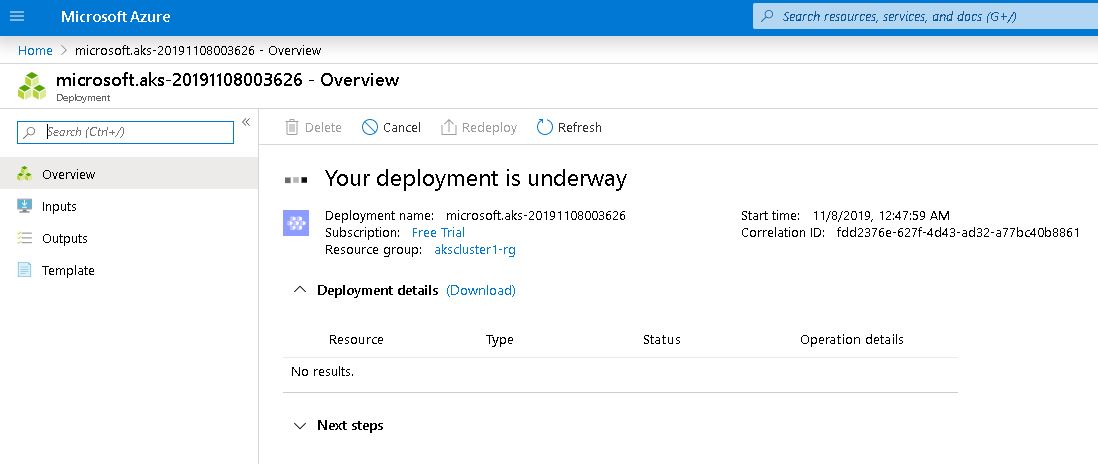 Microsoft Azure
Search resources, services, and docs (G+/)
Home > microsoft.aks-20191108003626 - Overview
microsoft.aks-20191108003626 - Overview
Deployment
Search (Ctrl+/)
«
Delete Cancel Redeploy Refresh
Overview
Inputs
Outputs
Template
Your deployment is underway
Deployment name: microsoft.aks-20191108003626
Subscription: Free Trial
Resource group: akscluster1-rg
Start time: 11/8/2019, 12:47:59 AM
Correlation ID: fdd2376e-627f-4d43-ad32-a77bc40b8861
Deployment details (Download)
Resource Type Status Operation details
No results.
Next steps